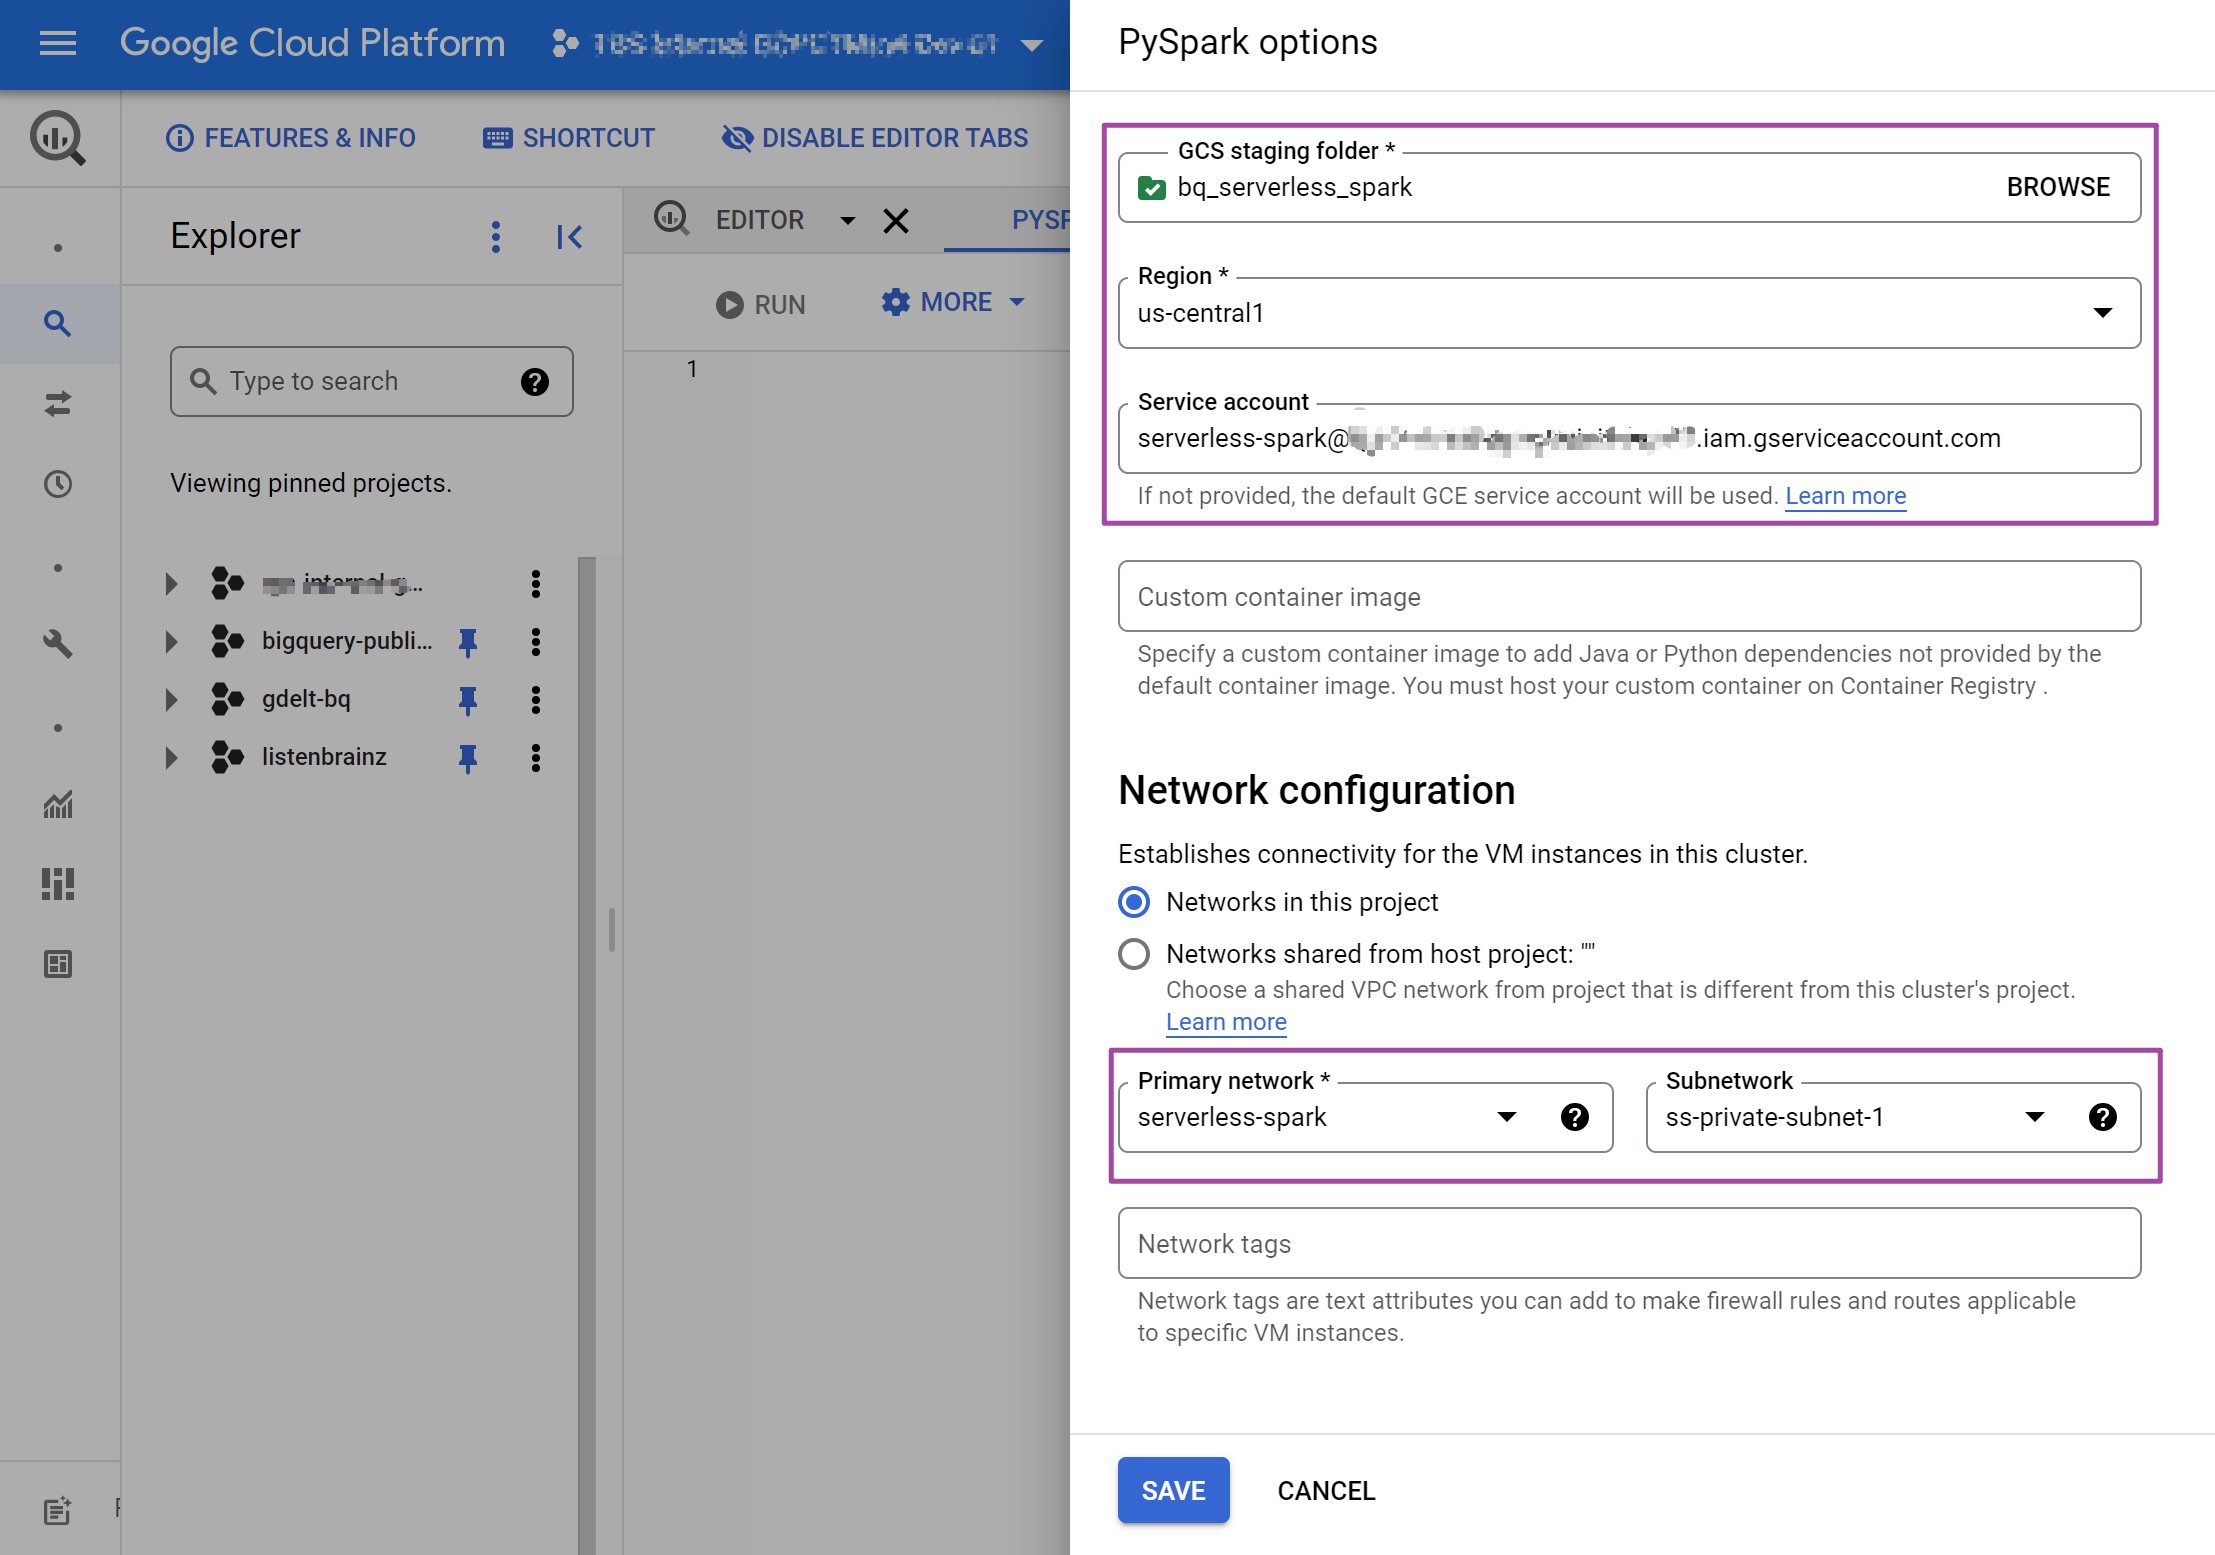 Google Cloud Platform
FEATURES & INFO
SHORTCUT
DISABLE EDITOR TABS
Explorer
EDITOR
PYSP
RUN
MORE
1
Type to search
Viewing pinned projects.
bigquery-publi...
gdelt-bq
listenbrainz
PySpark options
GCS staging folder *
bq_serverless_spark
BROWSE
Region *
us-central1
Service account
serverless-spark@ .iam.gserviceaccount.com
If not provided, the default GCE service account will be used. Learn more
Custom container image
Specify a custom container image to add Java or Python dependencies not provided by the
default container image. You must host your custom container on Container Registry .
Network configuration
Establishes connectivity for the VM instances in this cluster.
Networks in this project
Networks shared from host project: ""
Choose a shared VPC network from project that is different from this cluster's project.
Learn more
Primary network *
serverless-spark
Subnetwork
ss-private-subnet-1
Network tags
Network tags are text attributes you can add to make firewall rules and routes applicable
to specific VM instances.
SAVE
CANCEL